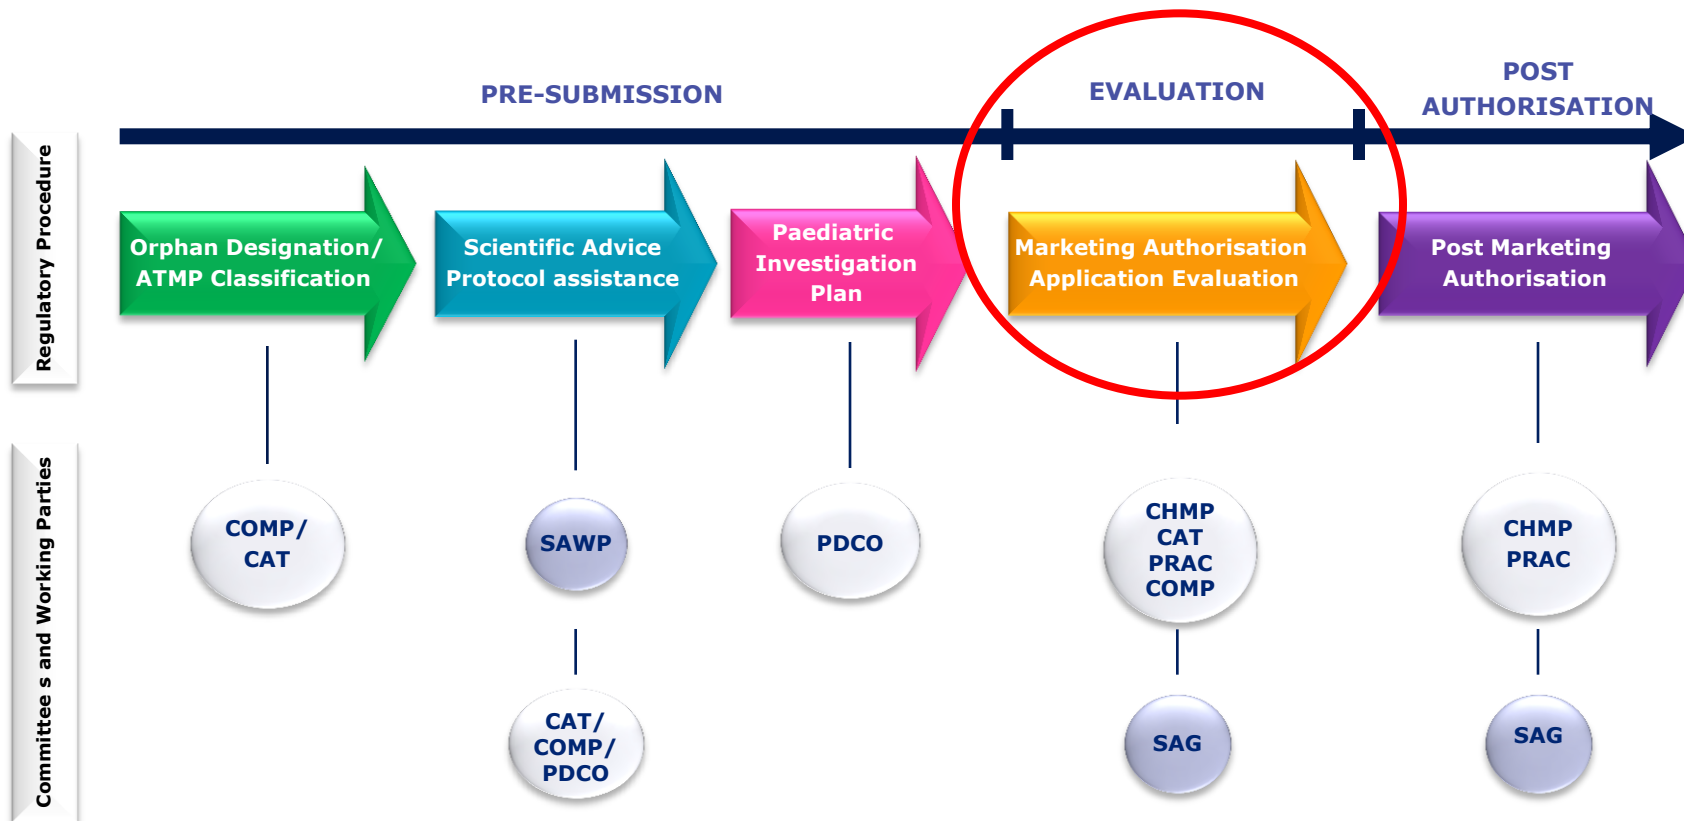 PRE-SUBMISSION
EVALUATION
POST
AUTHORISATION
Regulatory Procedure
Orphan Designation/
ATMP Classification
Scientific Advice
Protocol assistance
Paediatric
Investigation
Plan
Marketing Authorisation
Application Evaluation
Post Marketing
Authorisation
Committee s and Working Parties
COMP/
CAT
SAWP
PDCO
CHMP
CAT
PRAC
COMP
CHMP
PRAC
CAT/
COMP/
PDCO
SAG
SAG